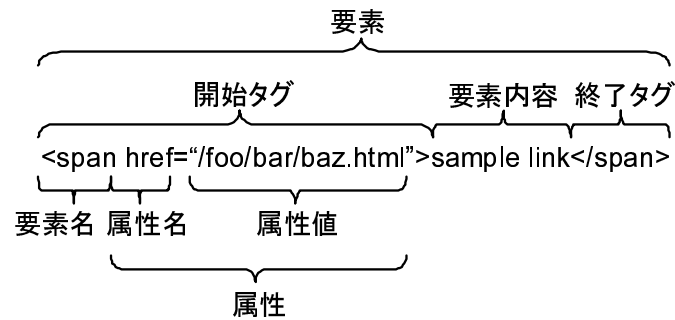 要素
開始タグ 要素内容 終了タグ
<span href=“/foo/bar/baz.html”>sample link</span>
要素名 属性名 属性値
属性